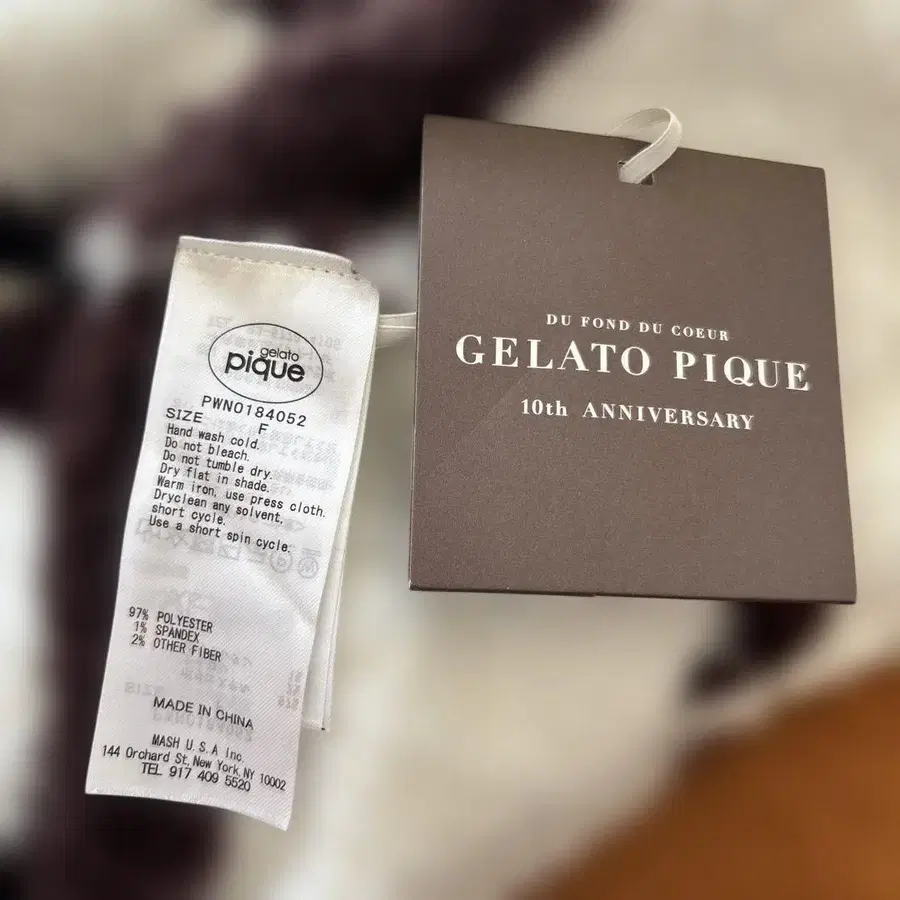 gelato
pique
PWNO184052
SIZE F
Hand wash cold.
Do not bleach.
Do not tumble dry.
Dry flat in shade.
Warm iron, use press cloth.
Dryclean any solvent,
short cycle.
Use a short spin cycle.
97% POLYESTER
1% SPANDEX
2% OTHER FIBER
MADE IN CHINA
MASH U.S.A Inc.
144 Orchard St, New York, NY 10002
TEL 917 409 5520
DU FOND DU COEUR
GELATO PIQUE
10th ANNIVERSARY